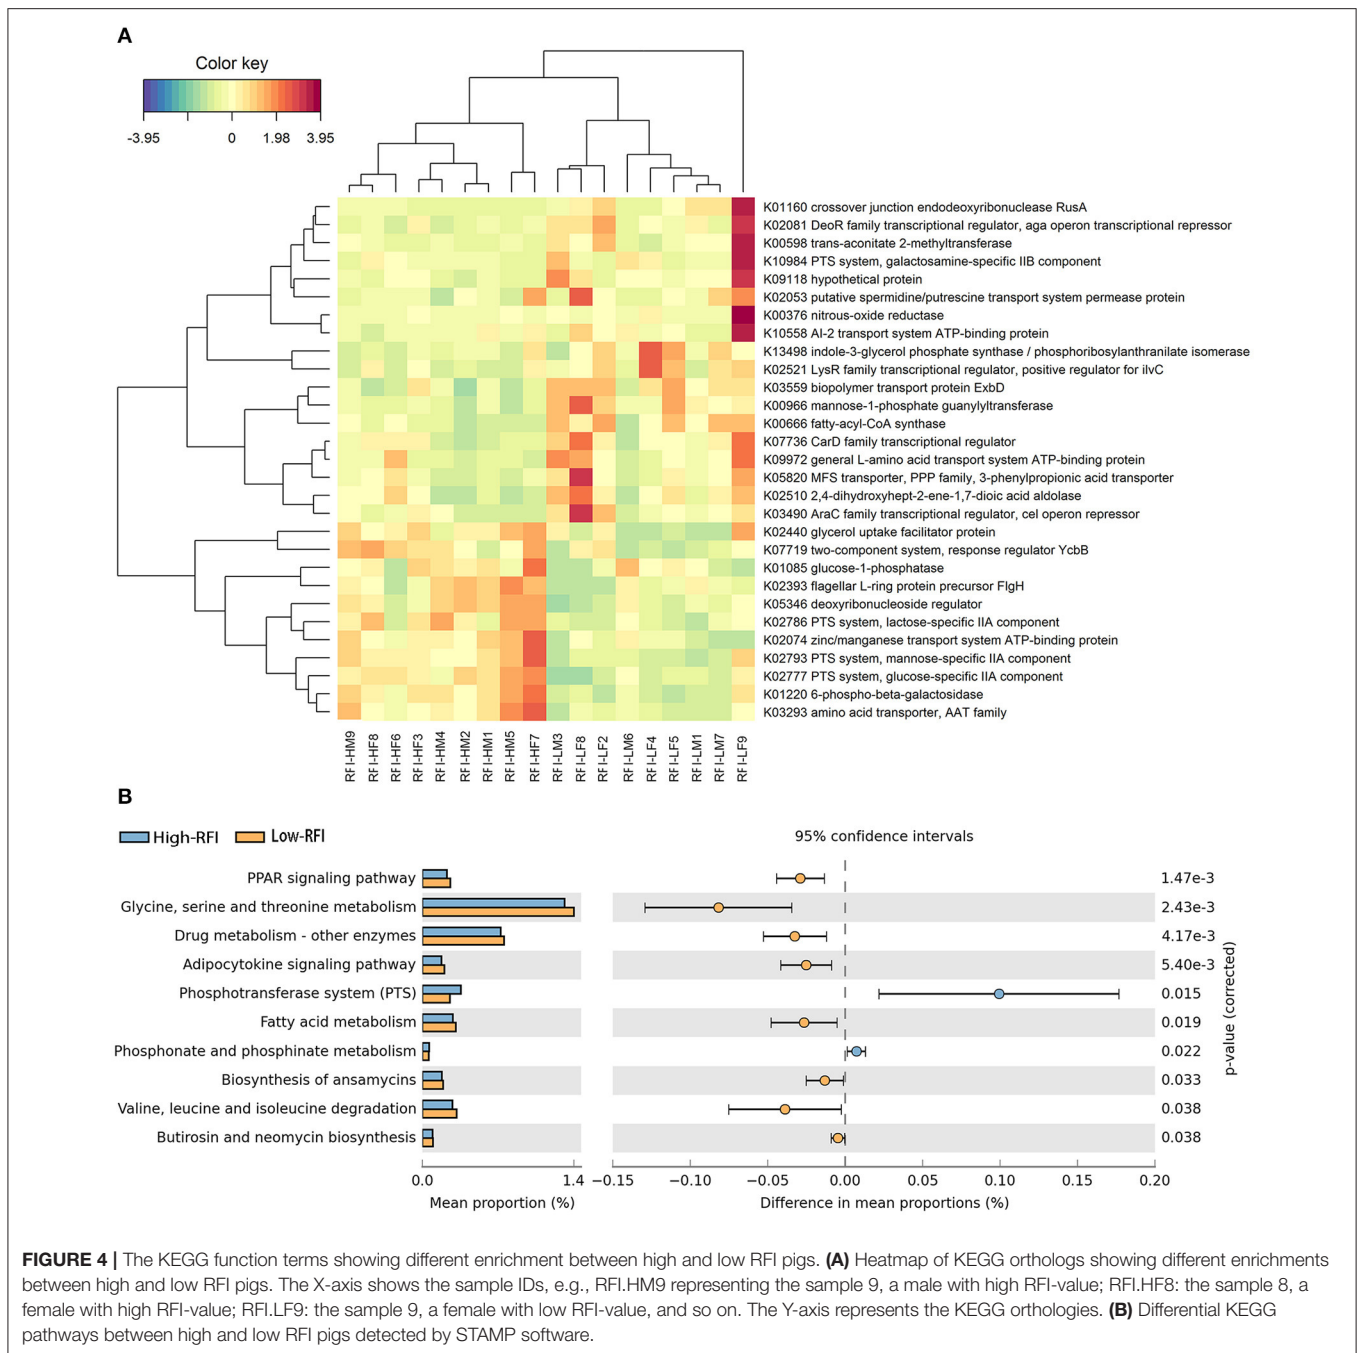 A
Color key
-3.95 0 1.98 3.95
K01160 crossover junction endodeoxyribonuclease RusA
K02081 DeoR family transcriptional regulator, aga operon transcriptional repressor
K00598 trans-aconitate 2-methyltransferase
K10984 PTS system, galactosamine-specific IIB component
K09118 hypothetical protein
K02053 putative spermidine/putrescine transport system permease protein
K00376 nitrous-oxide reductase
K10558 AI-2 transport system ATP-binding protein
K13498 indole-3-glycerol phosphate synthase / phosphoribosylanthranilate isomerase
K02521 LysR family transcriptional regulator, positive regulator for ilvC
K03559 biopolymer transport protein ExbD
K00966 mannose-1-phosphate guanylyltransferase
K00666 fatty-acyl-CoA synthase
K07736 CarD family transcriptional regulator
K09972 general L-amino acid transport system ATP-binding protein
K05820 MFS transporter, PPP family, 3-phenylpropionic acid transporter
K02510 2,4-dihydroxyhept-2-ene-1,7-dioic acid aldolase
K03490 AraC family transcriptional regulator, cel operon repressor
K02440 glycerol uptake facilitator protein
K07719 two-component system, response regulator YcbB
K01085 glucose-1-phosphatase
K02393 flagellar L-ring protein precursor FlgH
K05346 deoxyribonucleoside regulator
K02786 PTS system, lactose-specific IIA component
K02074 zinc/manganese transport system ATP-binding protein
K02793 PTS system, mannose-specific IIA component
K02777 PTS system, glucose-specific IIA component
K01220 6-phospho-beta-galactosidase
K03293 amino acid transporter, AAT family
RFI-HM9
RFI-HF8
RFI-HF6
RFI-HF3
RFI-HM4
RFI-HM2
RFI-HM1
RFI-HM5
RFI-HF7
RFI-LM3
RFI-LF8
RFI-LF2
RFI-LM6
RFI-LF4
RFI-LF5
RFI-LM1
RFI-LM7
RFI-LF9
B
High-RFI Low-RFI
95% confidence intervals
PPAR signaling pathway 1.47e-3
Glycine, serine and threonine metabolism 2.43e-3
Drug metabolism - other enzymes 4.17e-3
Adipocytokine signaling pathway 5.40e-3
Phosphotransferase system (PTS) 0.015
Fatty acid metabolism 0.019
Phosphonate and phosphinate metabolism 0.022
Biosynthesis of ansamycins 0.033
Valine, leucine and isoleucine degradation 0.038
Butirosin and neomycin biosynthesis 0.038
p-value (corrected)
0.0 1.4 −0.15 −0.10 −0.05 0.00 0.05 0.10 0.15 0.20
Mean proportion (%) Difference in mean proportions (%)
FIGURE 4 | The KEGG function terms showing different enrichment between high and low RFI pigs. (A) Heatmap of KEGG orthologs showing different enrichments
between high and low RFI pigs. The X-axis shows the sample IDs, e.g., RFI.HM9 representing the sample 9, a male with high RFI-value; RFI.HF8: the sample 8, a
female with high RFI-value; RFI.LF9: the sample 9, a female with low RFI-value, and so on. The Y-axis represents the KEGG orthologies. (B) Differential KEGG
pathways between high and low RFI pigs detected by STAMP software.